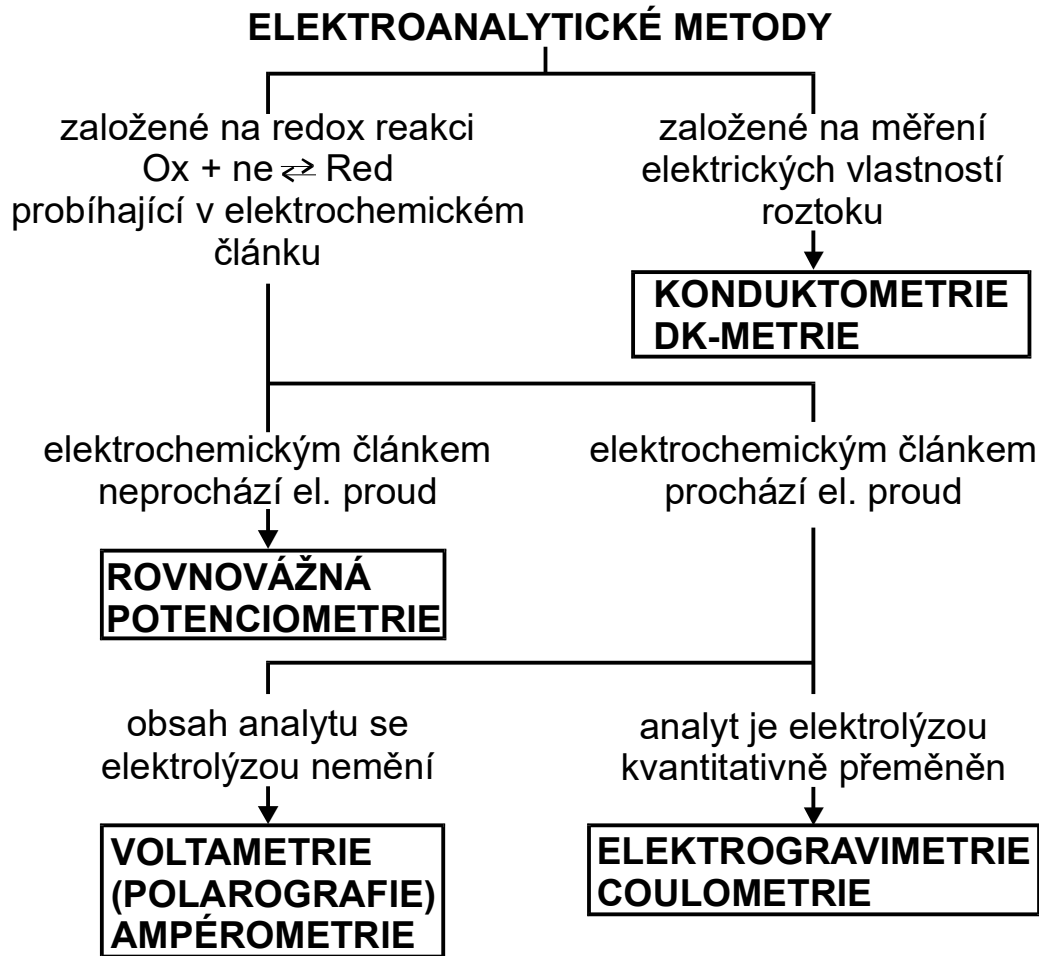 ELEKTROANALYTICKÉ METODY
založené na redox reakci
Ox + ne ⇄ Red
probíhající v elektrochemickém
článku
založené na měření
elektrických vlastností
roztoku
KONDUKTOMETRIE
DK-METRIE
elektrochemickým článkem
neprochází el. proud
elektrochemickým článkem
prochází el. proud
ROVNOVÁŽNÁ
POTENCIOMETRIE
obsah analytu se
elektrolýzou nemění
analyt je elektrolýzou
kvantitativně přeměněn
VOLTAMETRIE
(POLAROGRAFIE)
AMPÉROMETRIE
ELEKTROGRAVIMETRIE
COULOMETRIE